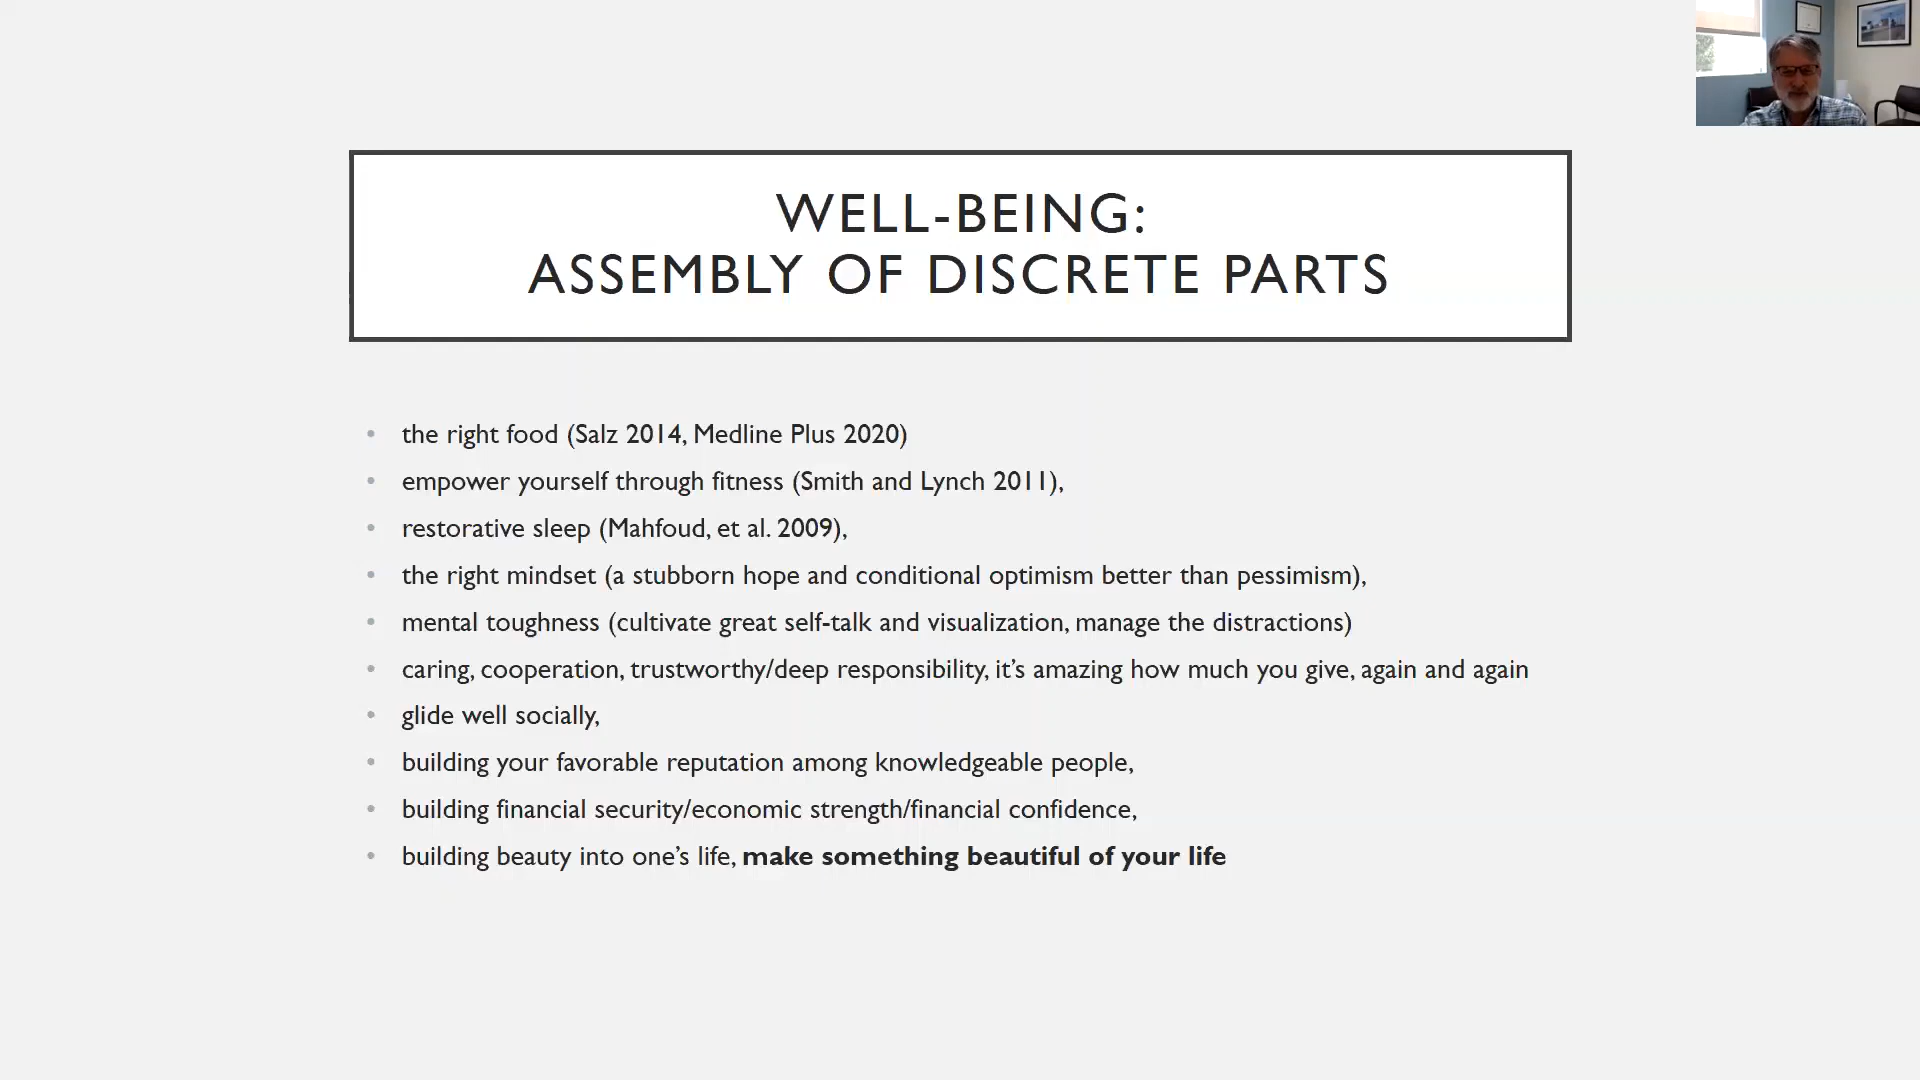 WELL-BEING:
ASSEMBLY OF DISCRETE PARTS
• the right food (Salz 2014, Medline Plus 2020)
• empower yourself through fitness (Smith and Lynch 2011),
• restorative sleep (Mahfoud, et al. 2009),
• the right mindset (a stubborn hope and conditional optimism better than pessimism),
• mental toughness (cultivate great self-talk and visualization, manage the distractions)
• caring, cooperation, trustworthy/deep responsibility, it’s amazing how much you give, again and again
• glide well socially,
• building your favorable reputation among knowledgeable people,
• building financial security/economic strength/financial confidence,
• building beauty into one’s life, make something beautiful of your life